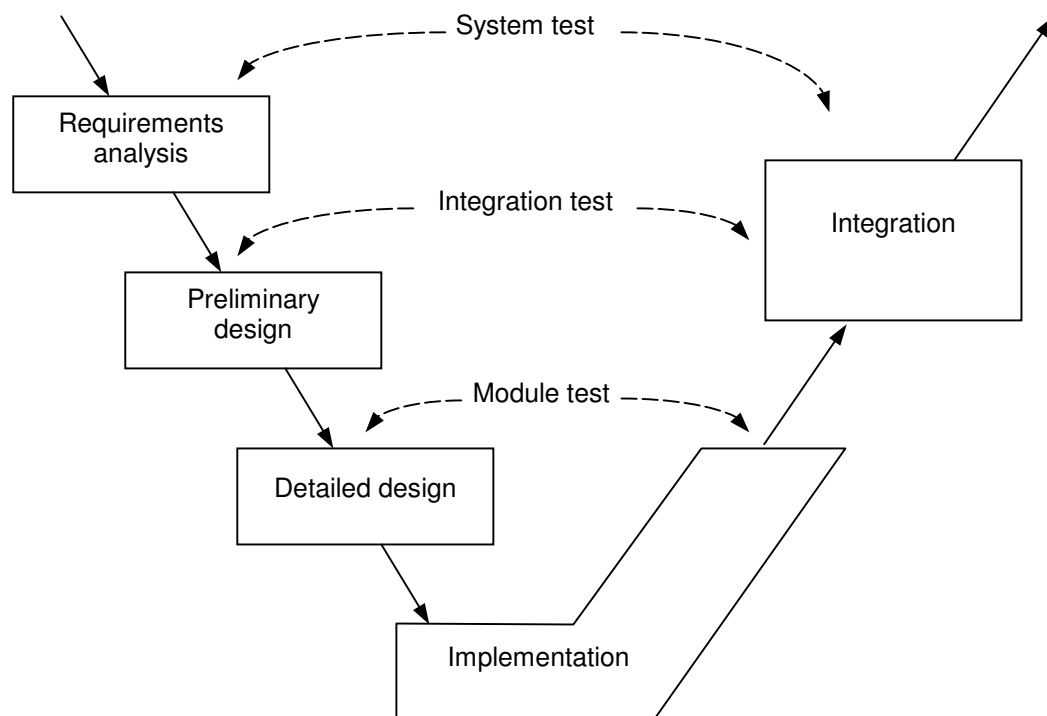 System test
Requirements
analysis
Integration test
Integration
Preliminary
design
Module test
Detailed design
Implementation